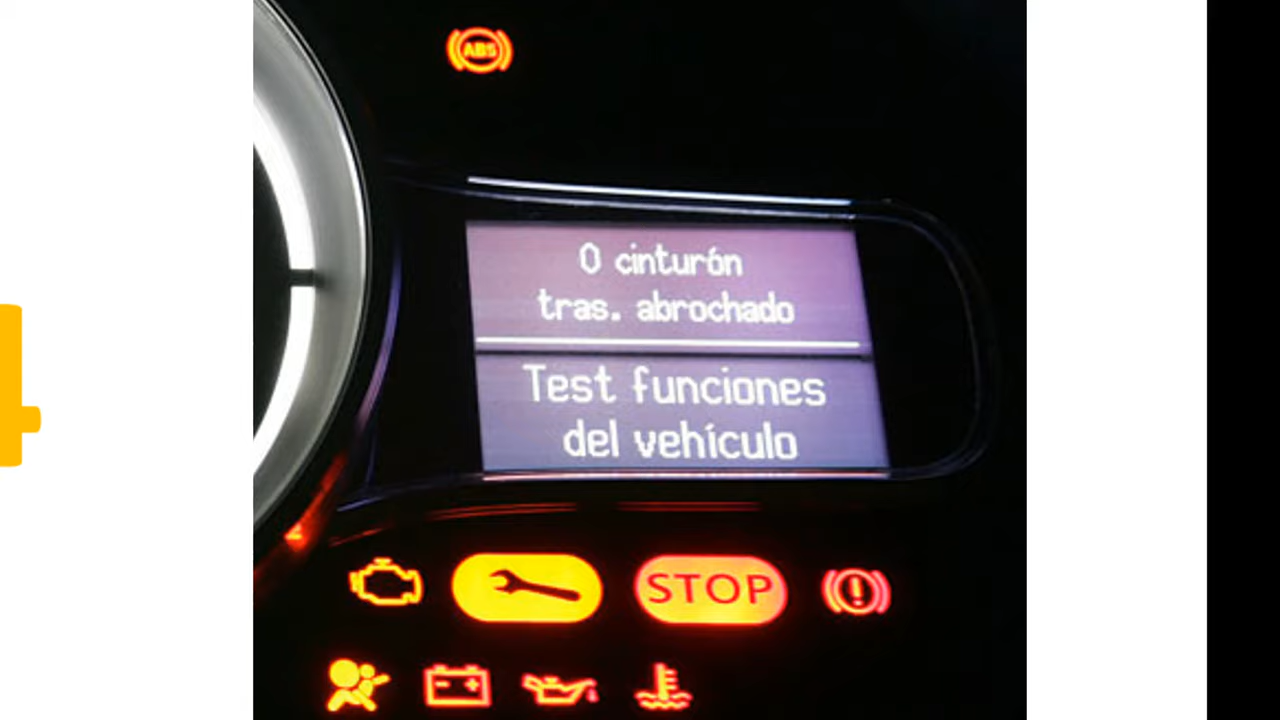 ABS
0 cinturón
tras. abrochado
Test funciones
del vehículo
STOP